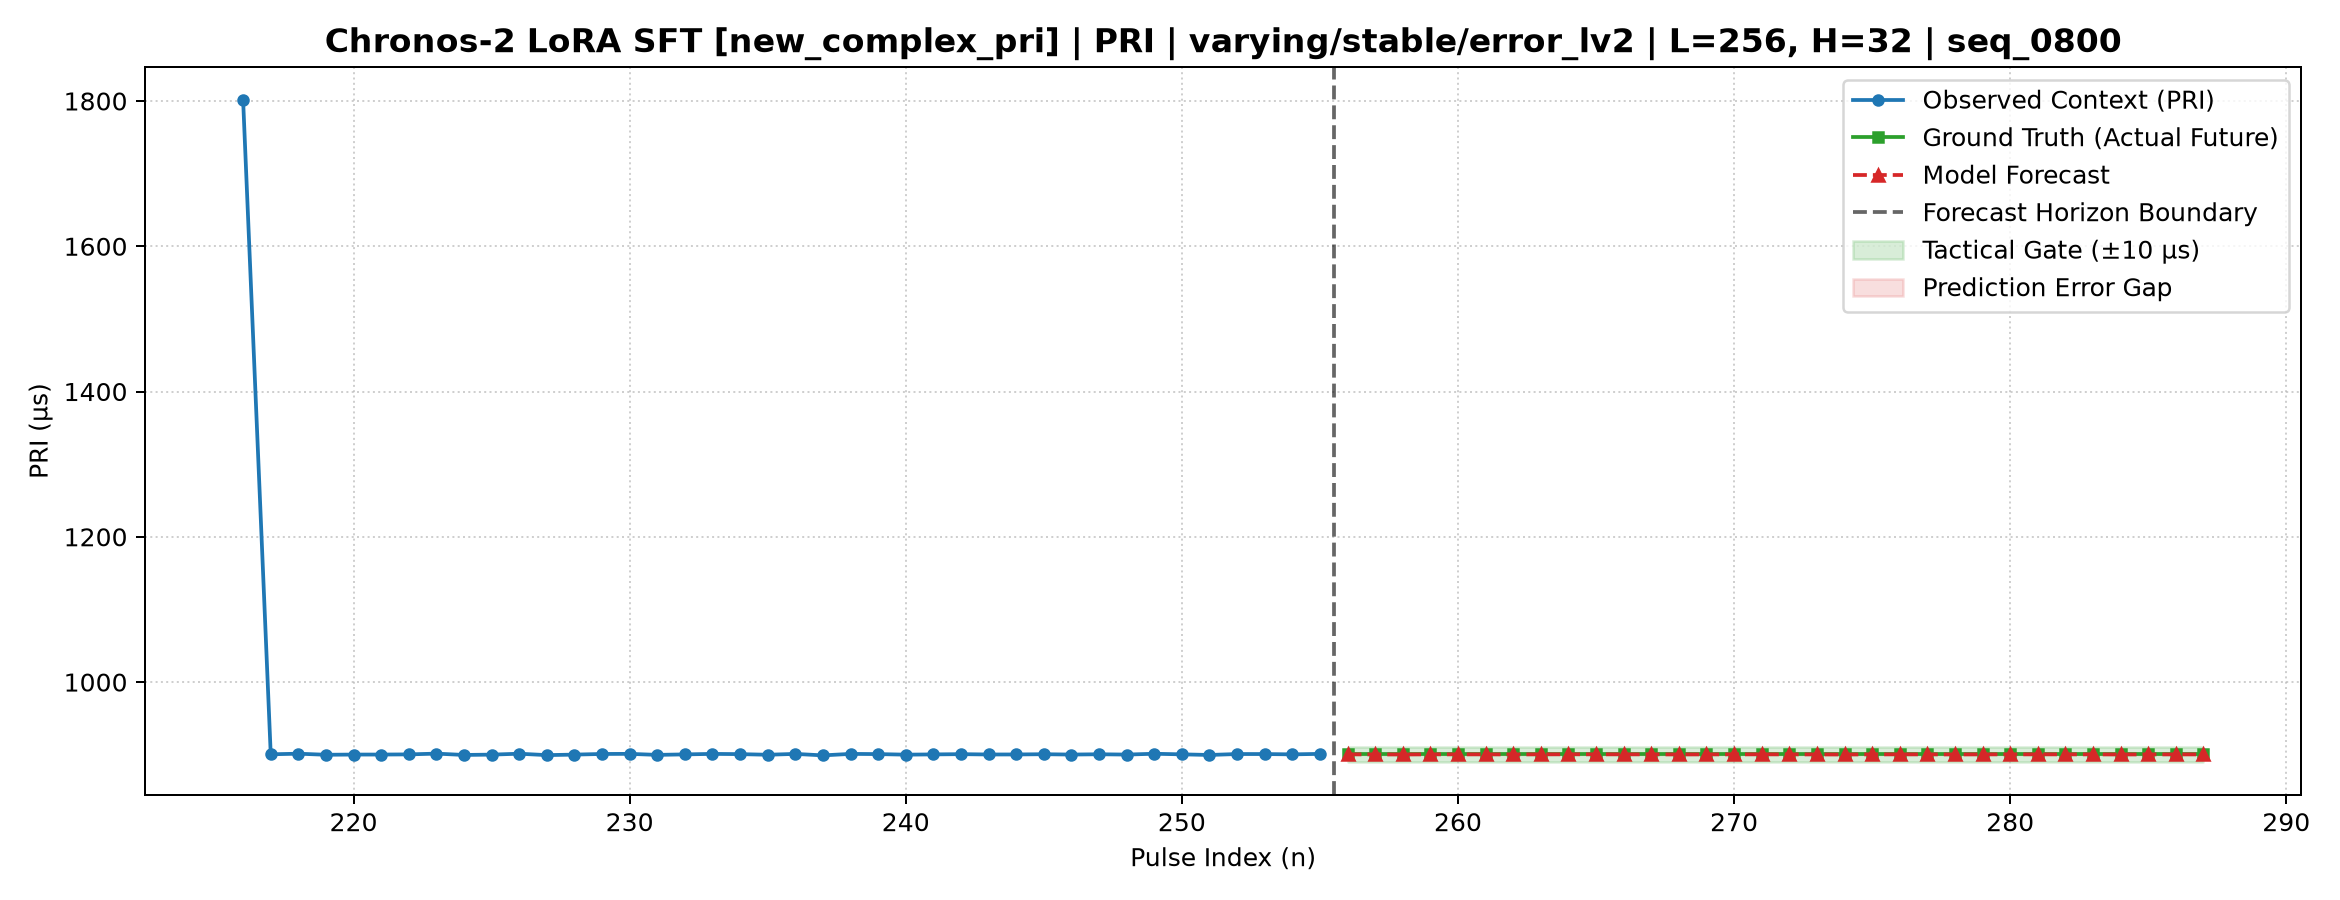 Chronos-2 LoRA SFT [new_complex_pri] | PRI | varying/stable/error_lv2 | L=256, H=32 | seq_0800
Observed Context (PRI)
Ground Truth (Actual Future)
Model Forecast
Forecast Horizon Boundary
Tactical Gate (±10 µs)
Prediction Error Gap
PRI (µs)
1800
1600
1400
1200
1000
220 230 240 250 260 270 280 290
Pulse Index (n)